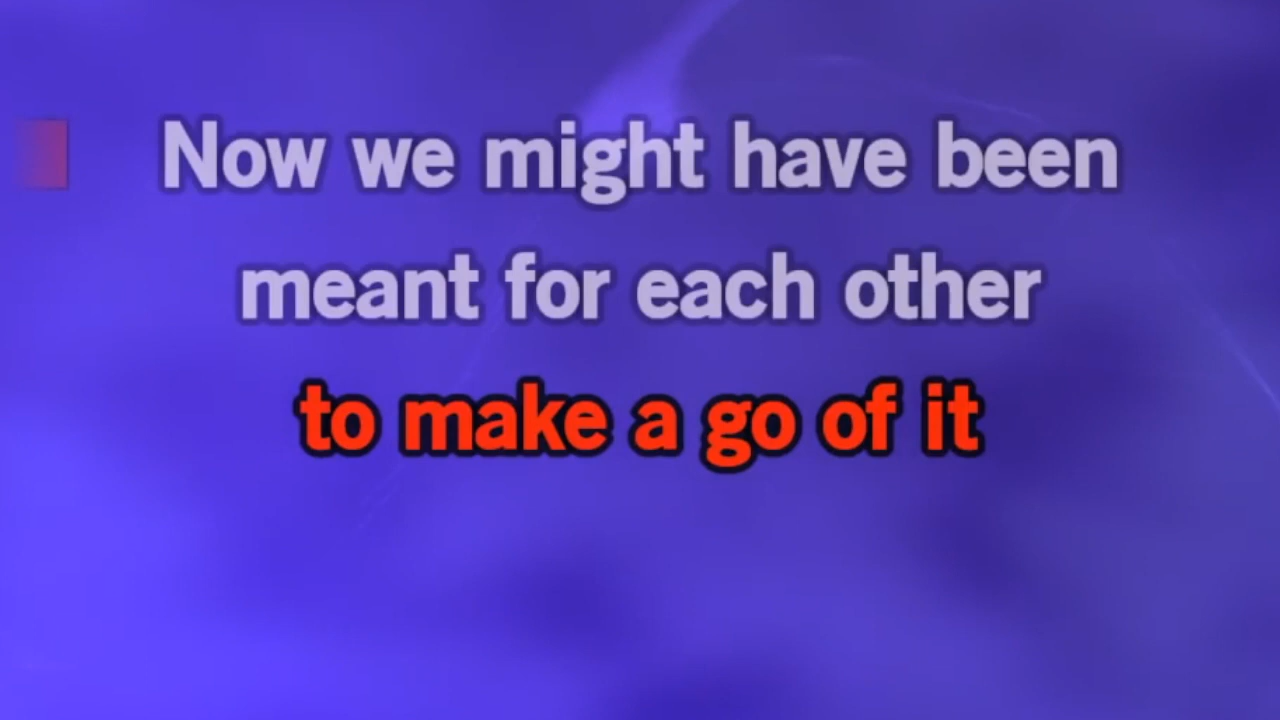 Now we might have been
meant for each other
to make a go of it